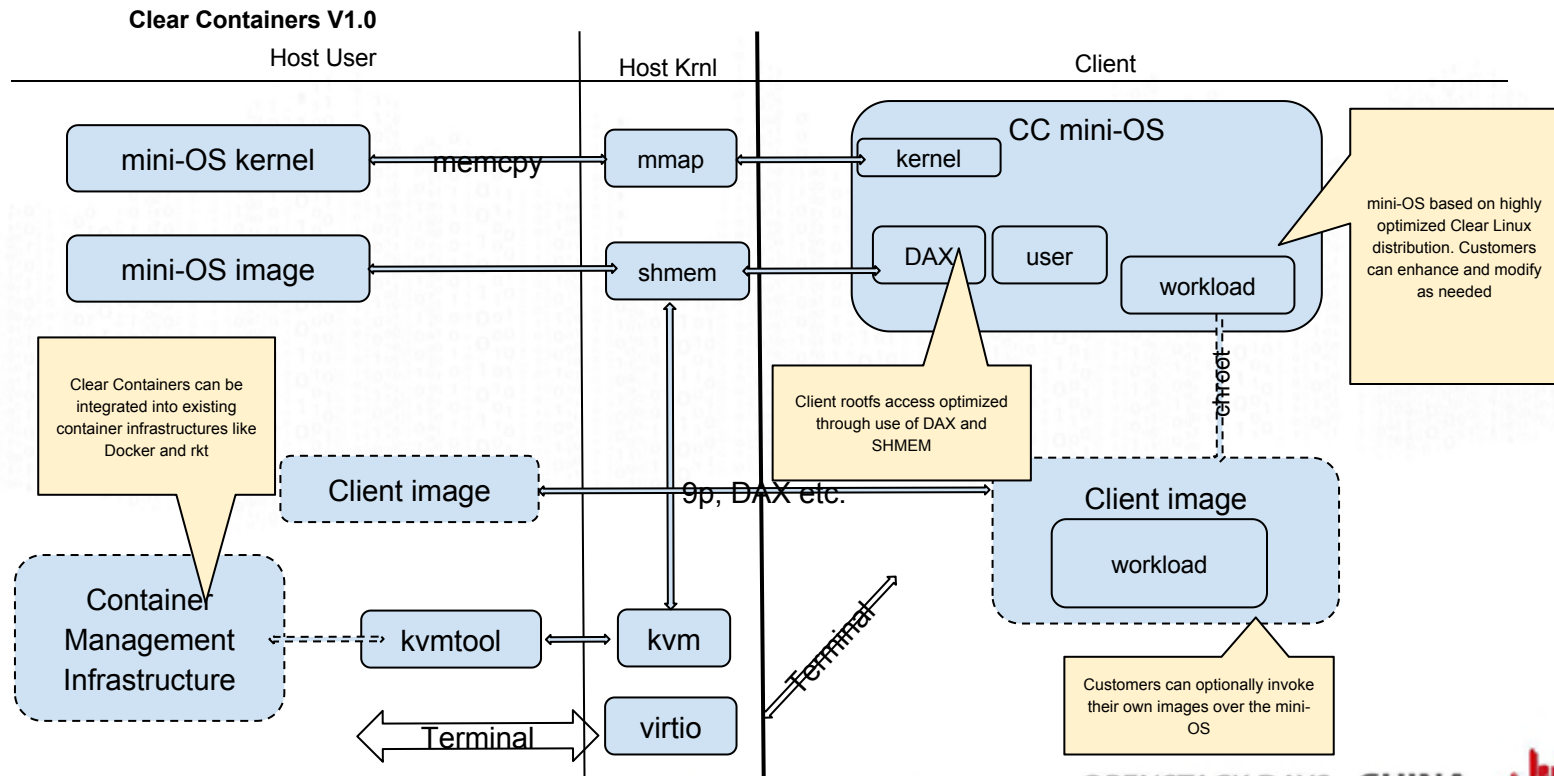 Clear Containers V1.0
Host User
Host Krnl
Client
mini-OS kernel
memcpy
mmap
CC mini-OS
kernel
mini-OS image
shmem
DAX
user
workload
mini-OS based on highly
optimized Clear Linux
distribution. Customers
can enhance and modify
as needed
Clear Containers can be
integrated into existing
container infrastructures like
Docker and rkt
Client rootfs access optimized
through use of DAX and
SHMEM
chroot
Client image
9p, DAX etc.
Client image
workload
Container
Management
Infrastructure
kvmtool
kvm
Terminal
Customers can optionally invoke
their own images over the mini-
OS
Terminal
virtio
OPENSTACK DAYS CHINA